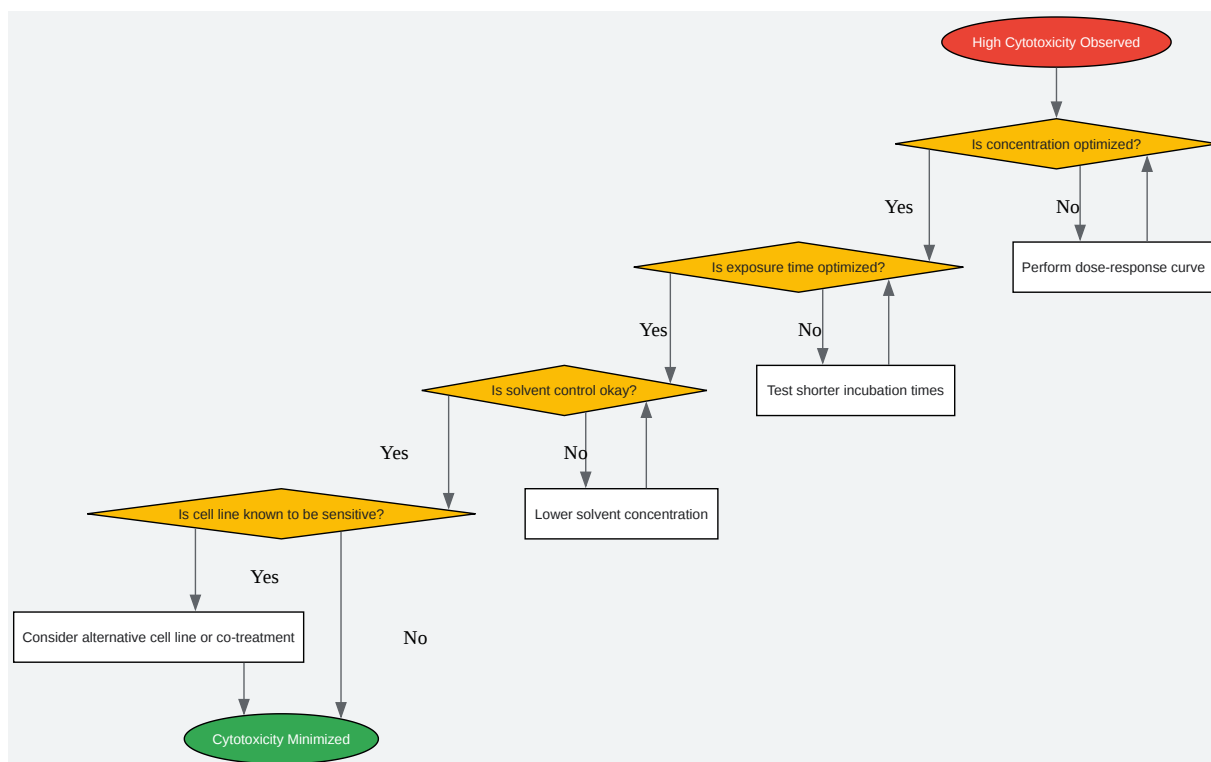 High Cytotoxicity Observed
Is concentration optimized?
Yes
No
Is exposure time optimized?
Perform dose-response curve
Yes
No
Is solvent control okay?
Test shorter incubation times
Yes
No
Is cell line known to be sensitive?
Lower solvent concentration
Yes
Consider alternative cell line or co-treatment
No
Cytotoxicity Minimized